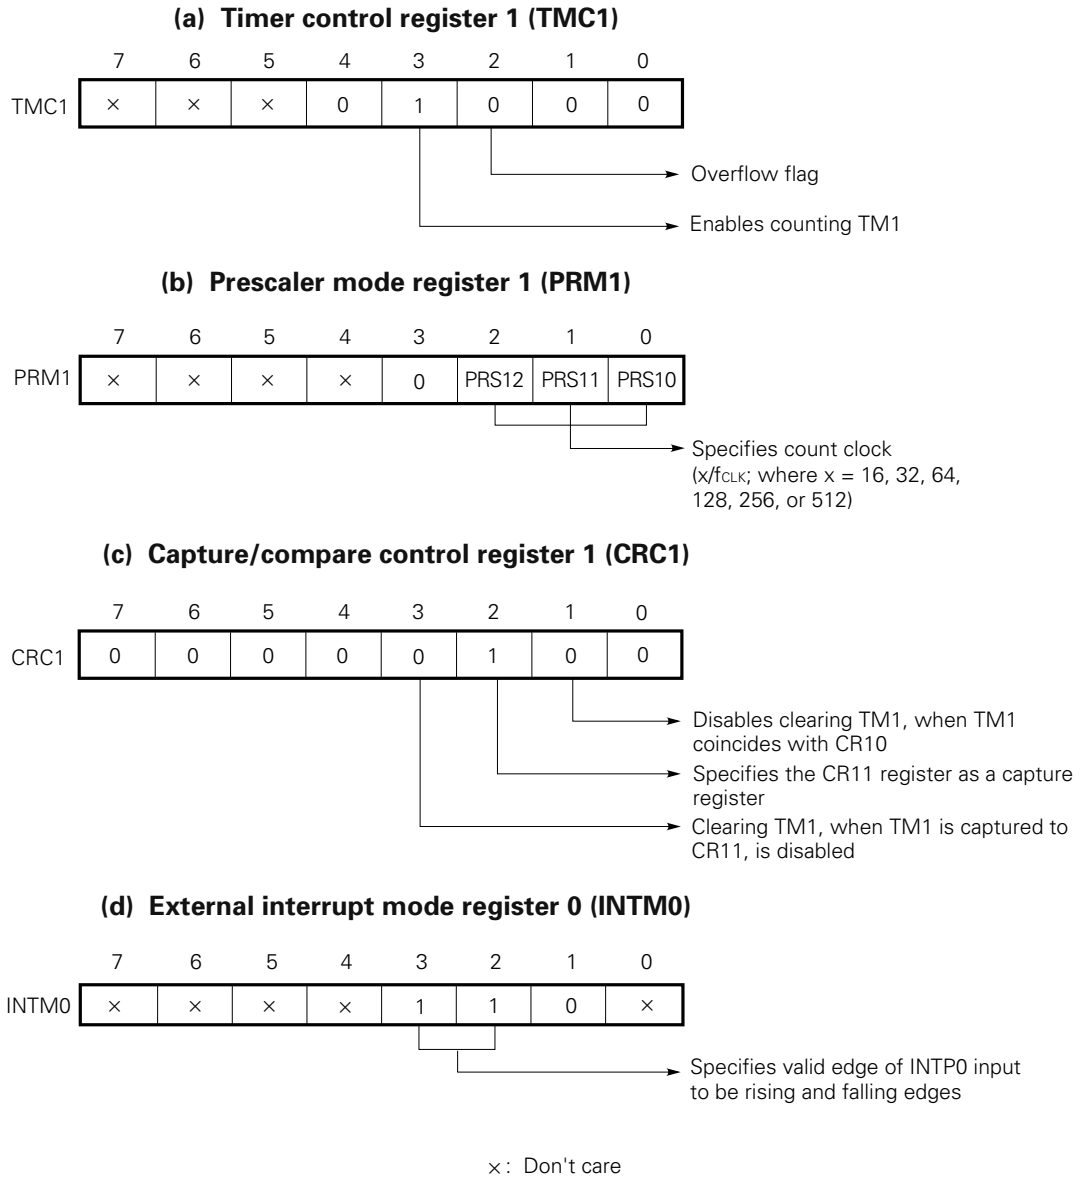 (a) Timer control register 1 (TMC1)
7 6 5 4 3 2 1 0
TMC1 × × × 0 1 0 0 0
Overflow flag
Enables counting TM1
(b) Prescaler mode register 1 (PRM1)
7 6 5 4 3 2 1 0
PRM1 × × × × 0 PRS12 PRS11 PRS10
Specifies count clock
(x/fCLK; where x = 16, 32, 64,
128, 256, or 512)
(c) Capture/compare control register 1 (CRC1)
7 6 5 4 3 2 1 0
CRC1 0 0 0 0 0 1 0 0
Disables clearing TM1, when TM1
coincides with CR10
Specifies the CR11 register as a capture
register
Clearing TM1, when TM1 is captured to
CR11, is disabled
(d) External interrupt mode register 0 (INTM0)
7 6 5 4 3 2 1 0
INTM0 × × × × 1 1 0 ×
Specifies valid edge of INTP0 input
to be rising and falling edges
× : Don't care